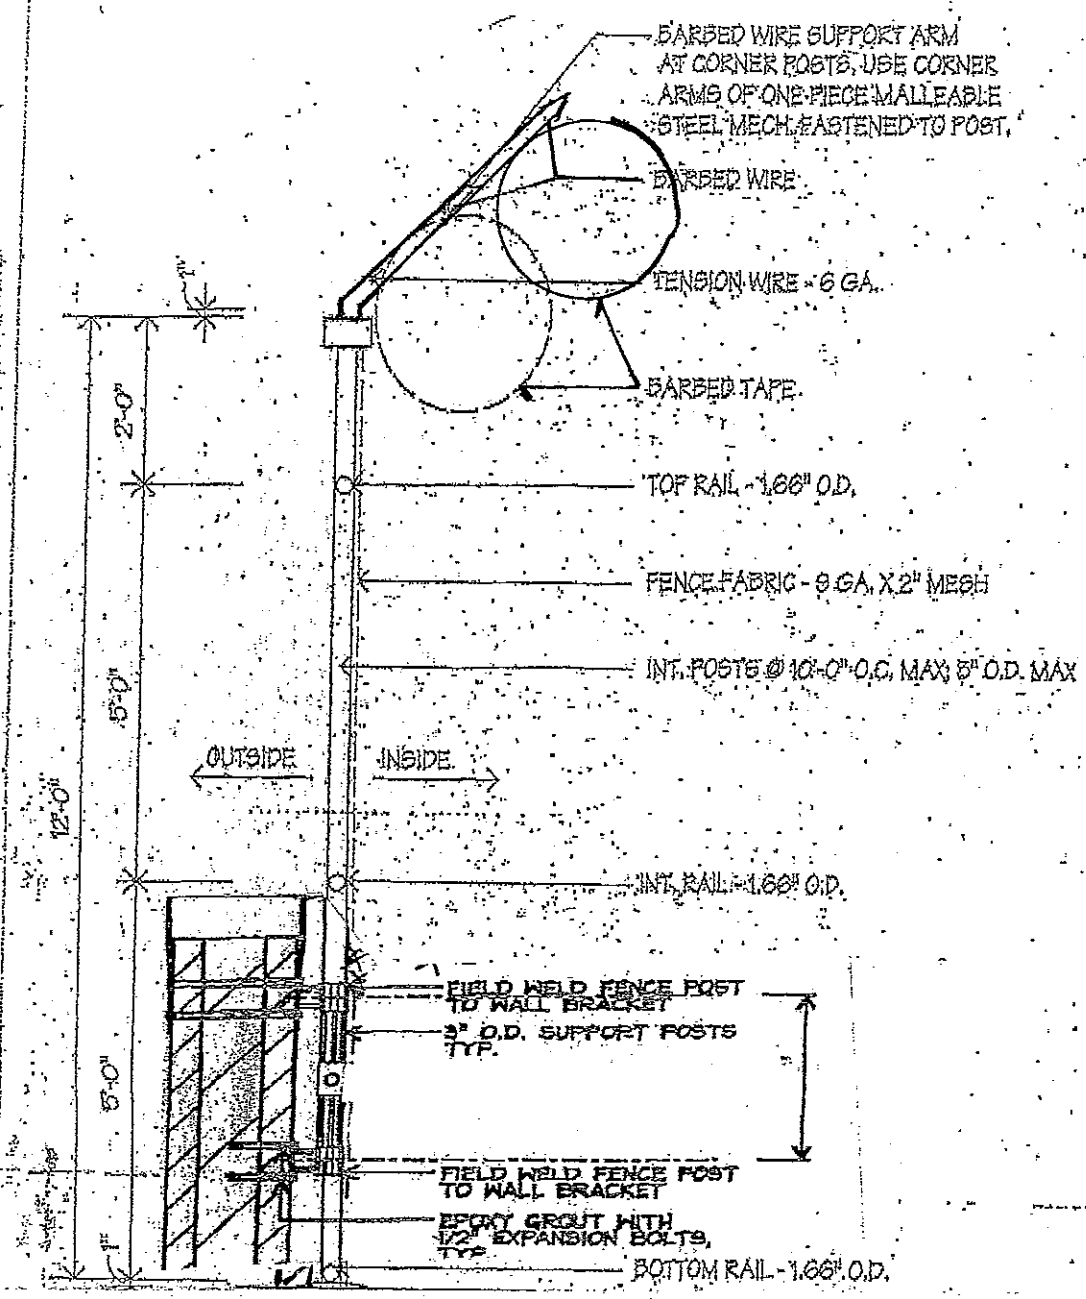 BARBED WIRE SUPPORT ARM
AT CORNER POSTS, USE CORNER
ARMS OF ONE-PIECE MALLEABLE
STEEL MECH. FASTENED TO POST.
BARBED WIRE
TENSION WIRE - 6 GA.
1"
BARBED TAPE
2'-0"
TOP RAIL - 1.66" O.D.
FENCE FABRIC - 9 GA. X 2" MESH
INT. POSTS @ 10'-0" O.C. MAX, 3" O.D. MAX
5'-0"
OUTSIDE
INSIDE
12'-0"
INT. RAIL - 1.66" O.D.
FIELD WELD FENCE POST
TO WALL BRACKET
3" O.D. SUPPORT POSTS
TYP.
5'-0"
FIELD WELD FENCE POST
TO WALL BRACKET
EPOXY GROUT WITH
1/2" EXPANSION BOLTS,
TYP
1"
BOTTOM RAIL - 1.66" O.D.